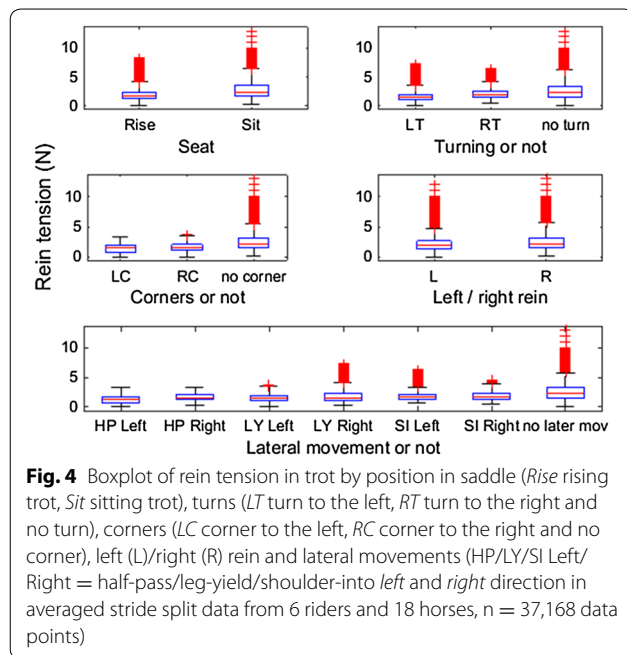 10
5
0
Rise Sit
Seat
10
5
0
LT RT no turn
Turning or not
Rein tension (N)
10
5
0
LC RC no corner
Corners or not
10
5
0
L R
Left / right rein
10
5
0
HP Left HP Right LY Left LY Right SI Left SI Right no later mov
Lateral movement or not
Fig. 4 Boxplot of rein tension in trot by position in saddle (Rise rising
trot, Sit sitting trot), turns (LT turn to the left, RT turn to the right and
no turn), corners (LC corner to the left, RC corner to the right and no
corner), left (L)/right (R) rein and lateral movements (HP/LY/SI Left/
Right = half-pass/leg-yield/shoulder-into left and right direction in
averaged stride split data from 6 riders and 18 horses, n = 37,168 data
points)